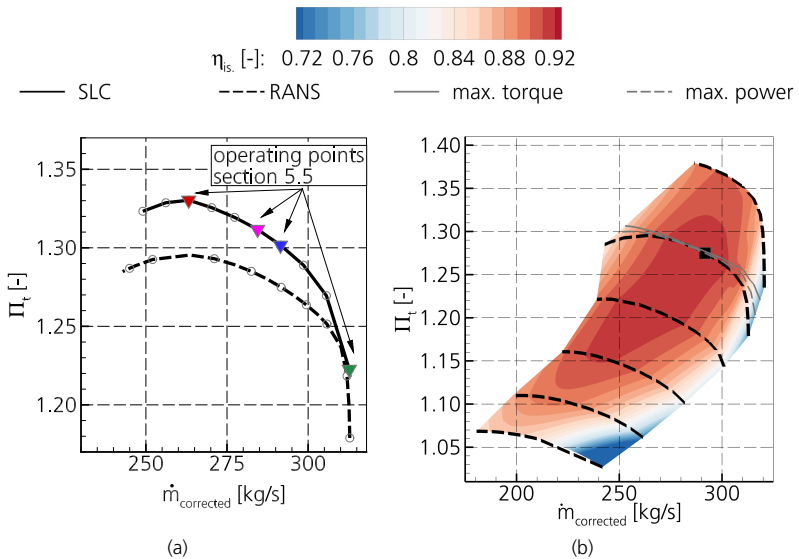 η_is. [-]: 0.72 0.76 0.8 0.84 0.88 0.92
SLC RANS max. torque max. power
operating points
section 5.5
1.35
1.30
1.25
1.20
Π_t [-]
250 275 300
ṁ_corrected [kg/s]
(a)
1.40
1.35
1.30
1.25
1.20
1.15
1.10
1.05
Π_t [-]
200 250 300
ṁ_corrected [kg/s]
(b)